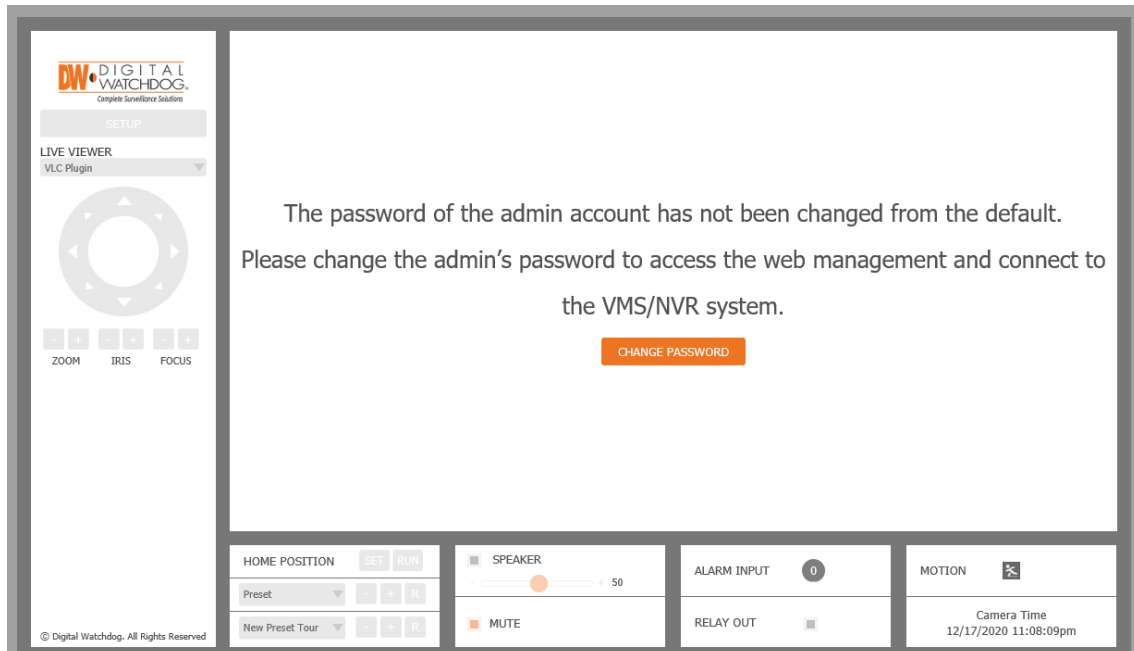 DW DIGITAL
WATCHDOG®
Complete Surveillance Solutions
SETUP
LIVE VIEWER
VLC Plugin
- + - + - +
ZOOM IRIS FOCUS
© Digital Watchdog. All Rights Reserved
The password of the admin account has not been changed from the default.
Please change the admin’s password to access the web management and connect to
the VMS/NVR system.
CHANGE PASSWORD
HOME POSITION SET RUN
Preset - + R
New Preset Tour - + R
SPEAKER
- + 50
MUTE
ALARM INPUT 0
RELAY OUT
MOTION
Camera Time
12/17/2020 11:08:09pm